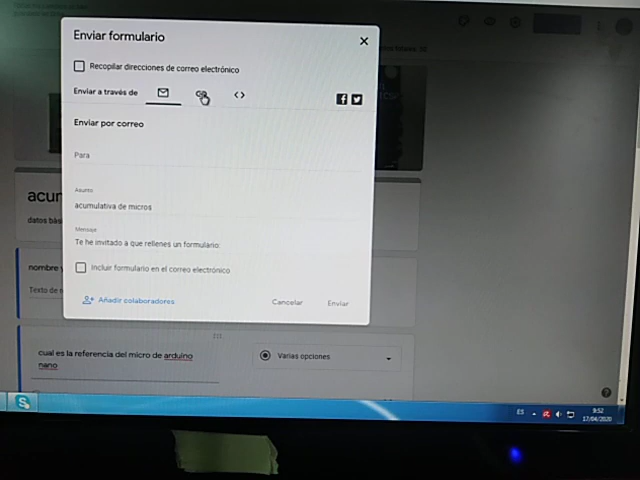 Enviar formulario
Recopilar direcciones de correo electrónico
Enviar a través de
Enviar por correo
Para
Asunto
acumulativa de micros
Mensaje
Te he invitado a que rellenes un formulario:
Incluir formulario en el correo electrónico
Añadir colaboradores
Cancelar
Enviar
acur
datos bás
nombre y
Texto de r
cual es la referencia del micro de arduino
nano
Varias opciones
ES
9:52
17/04/2020